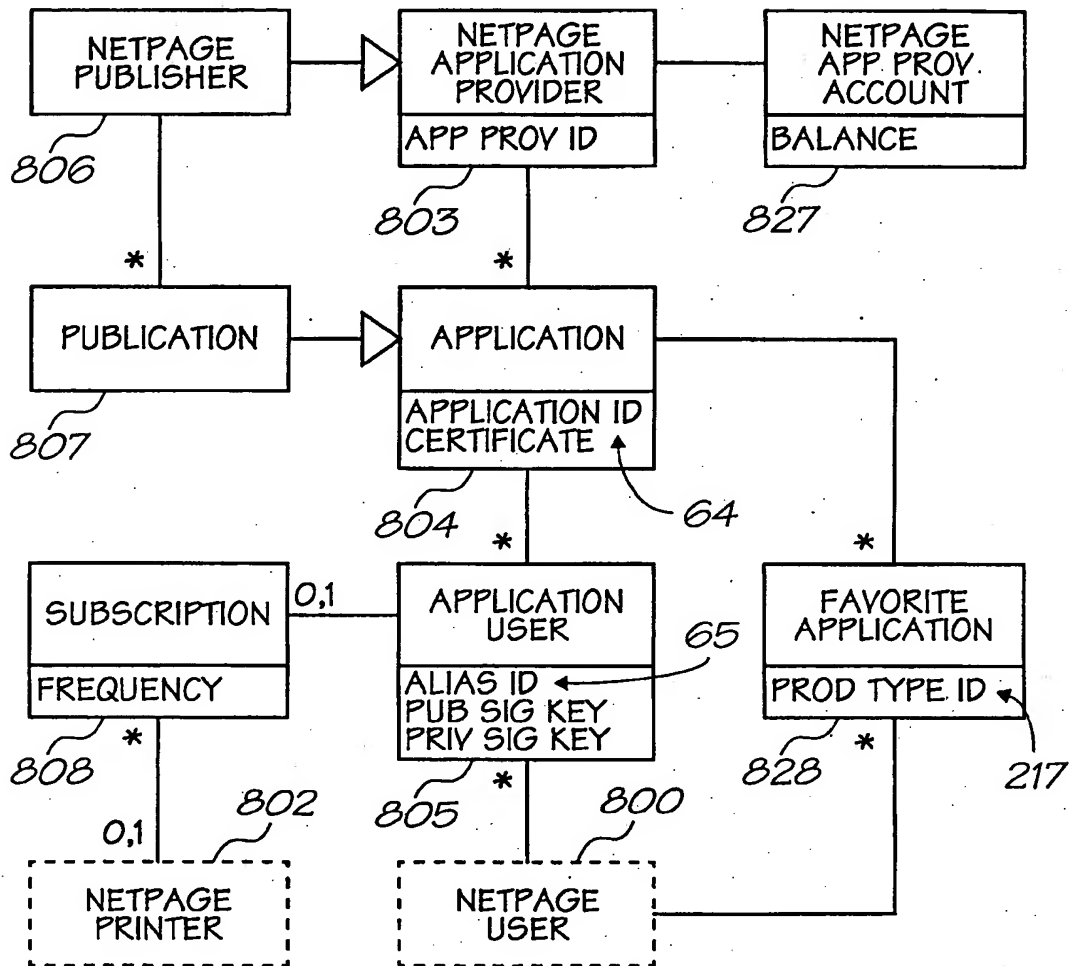 NETPAGE
PUBLISHER
806
NETPAGE
APPLICATION
PROVIDER
APP PROV ID
803
NETPAGE
APP PROV
ACCOUNT
BALANCE
827
*
*
PUBLICATION
807
APPLICATION
APPLICATION ID
CERTIFICATE
804
64
*
*
SUBSCRIPTION
FREQUENCY
808
0,1
APPLICATION
USER
ALIAS ID
PUB SIG KEY
PRIV SIG KEY
805
65
FAVORITE
APPLICATION
PROD TYPE ID
828
217
*
*
*
0,1
802
800
NETPAGE
PRINTER
NETPAGE
USER